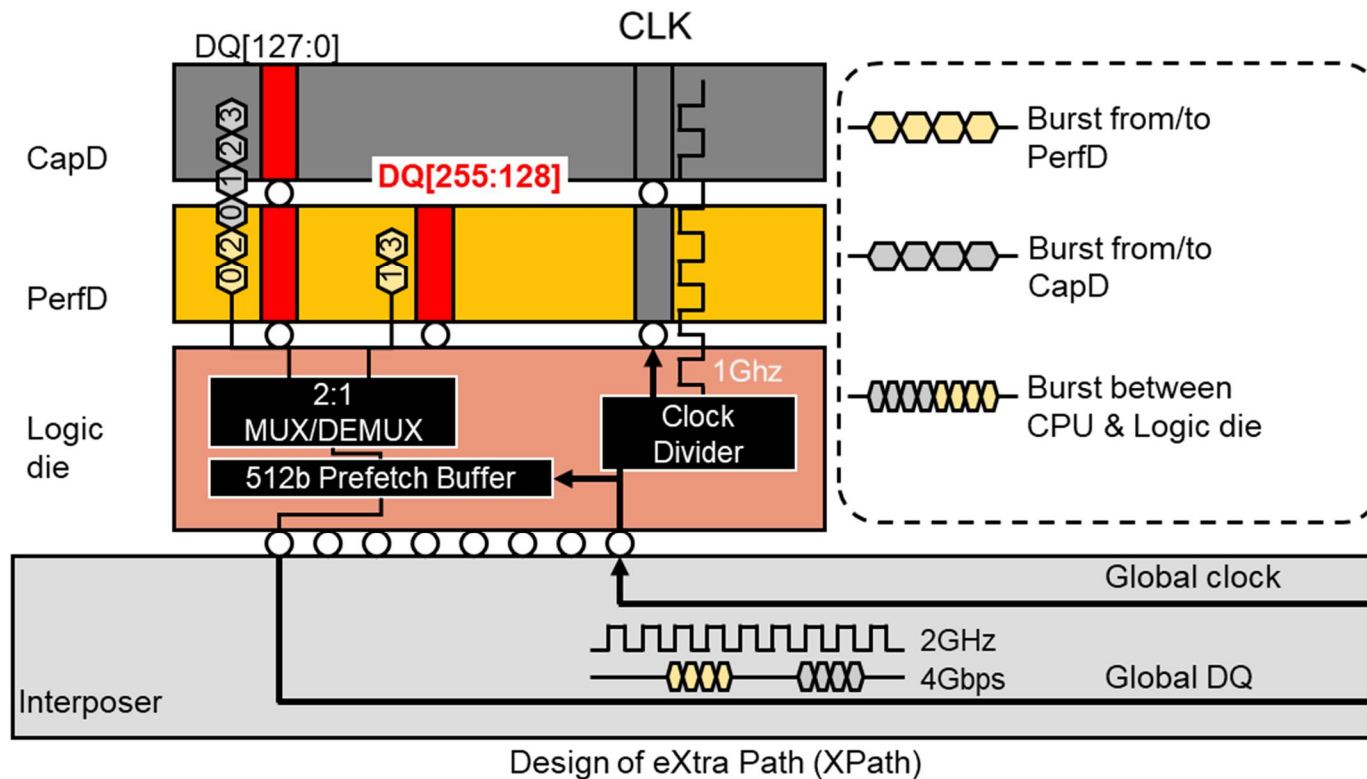 CLK
DQ[127:0]
CapD
0 2 0 1 2 3
DQ[255:128]
PerfD
1 3
Logic
die
2:1
MUX/DEMUX
512b Prefetch Buffer
1Ghz
Clock
Divider
Burst from/to
PerfD
Burst from/to
CapD
Burst between
CPU & Logic die
Global clock
2GHz
4Gbps
Global DQ
Interposer
Design of eXtra Path (XPath)